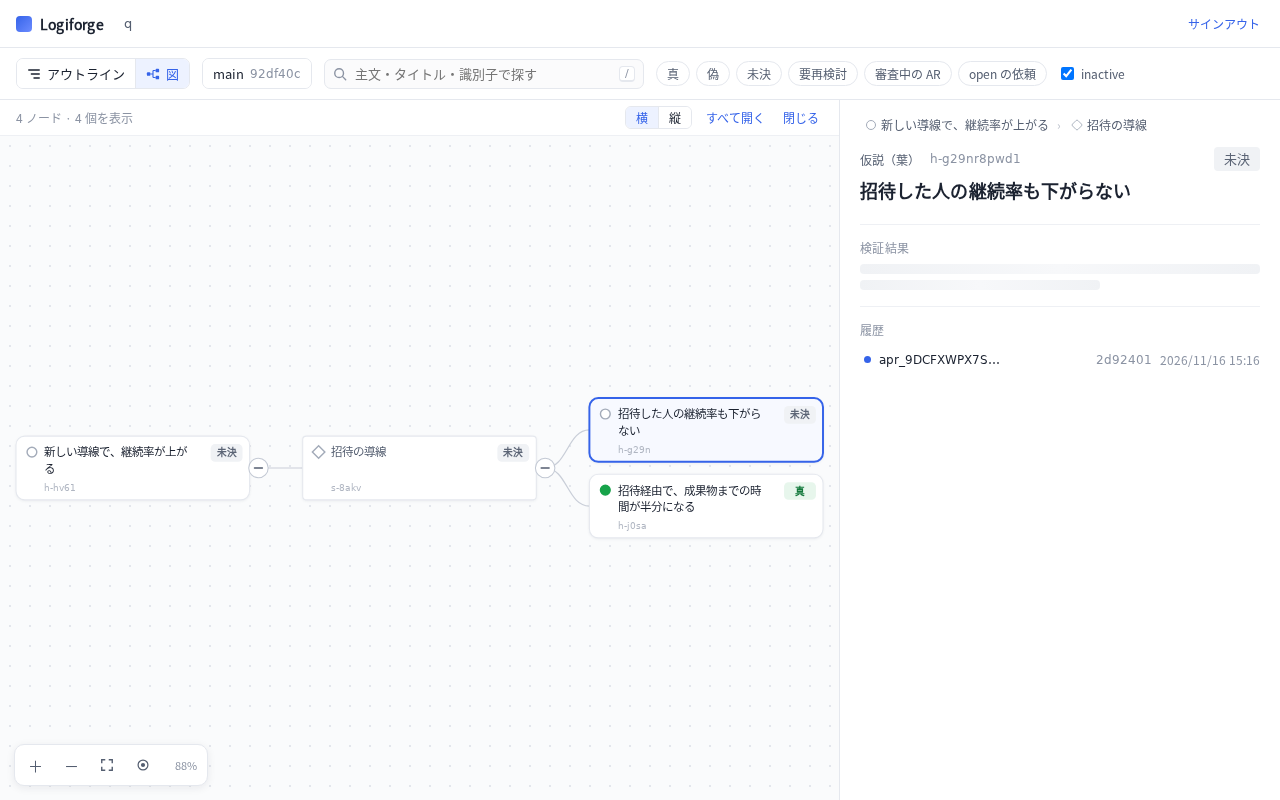 Logiforge q サインアウト
アウトライン 図 main 92df40c 主文・タイトル・識別子で探す / 真 偽 未決 要再検討 審査中の AR open の依頼 inactive
4 ノード · 4 個を表示 横 縦 すべて開く 閉じる
新しい導線で、継続率が上がる › 招待の導線
仮説（葉） h-g29nr8pwd1 未決
招待した人の継続率も下がらない
検証結果
履歴
apr_9DCFXWPX7S… 2d92401 2026/11/16 15:16
新しい導線で、継続率が上が
る
未決
h-hv61
招待の導線 未決
s-8akv
招待した人の継続率も下がら
ない
未決
h-g29n
招待経由で、成果物までの時
間が半分になる
真
h-j0sa
88%